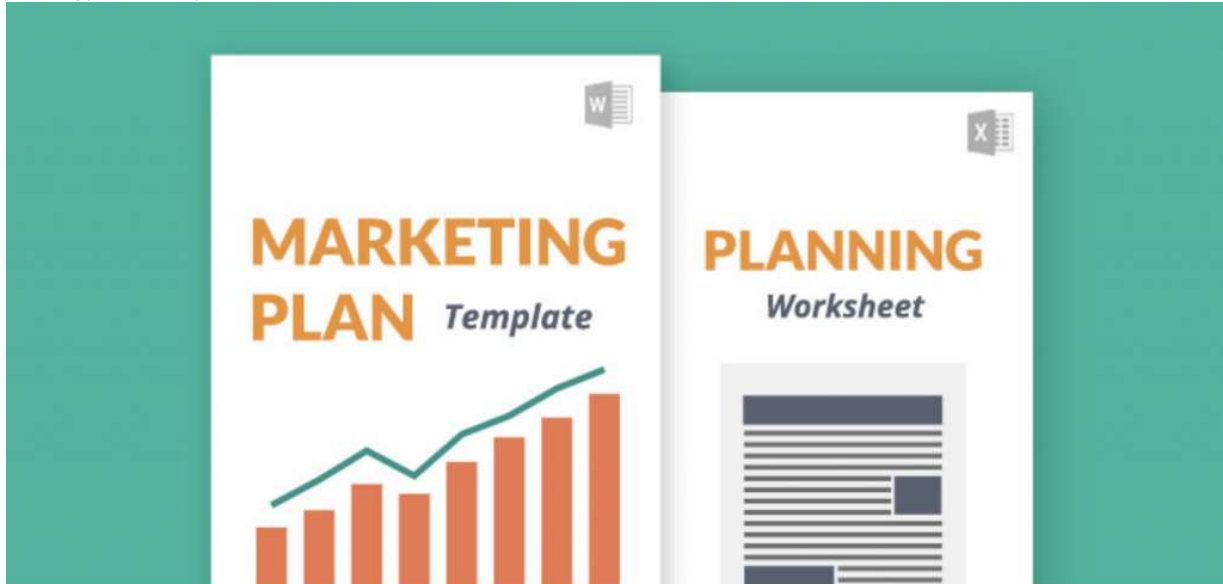 W
MARKETING
PLAN Template
X
PLANNING
Worksheet